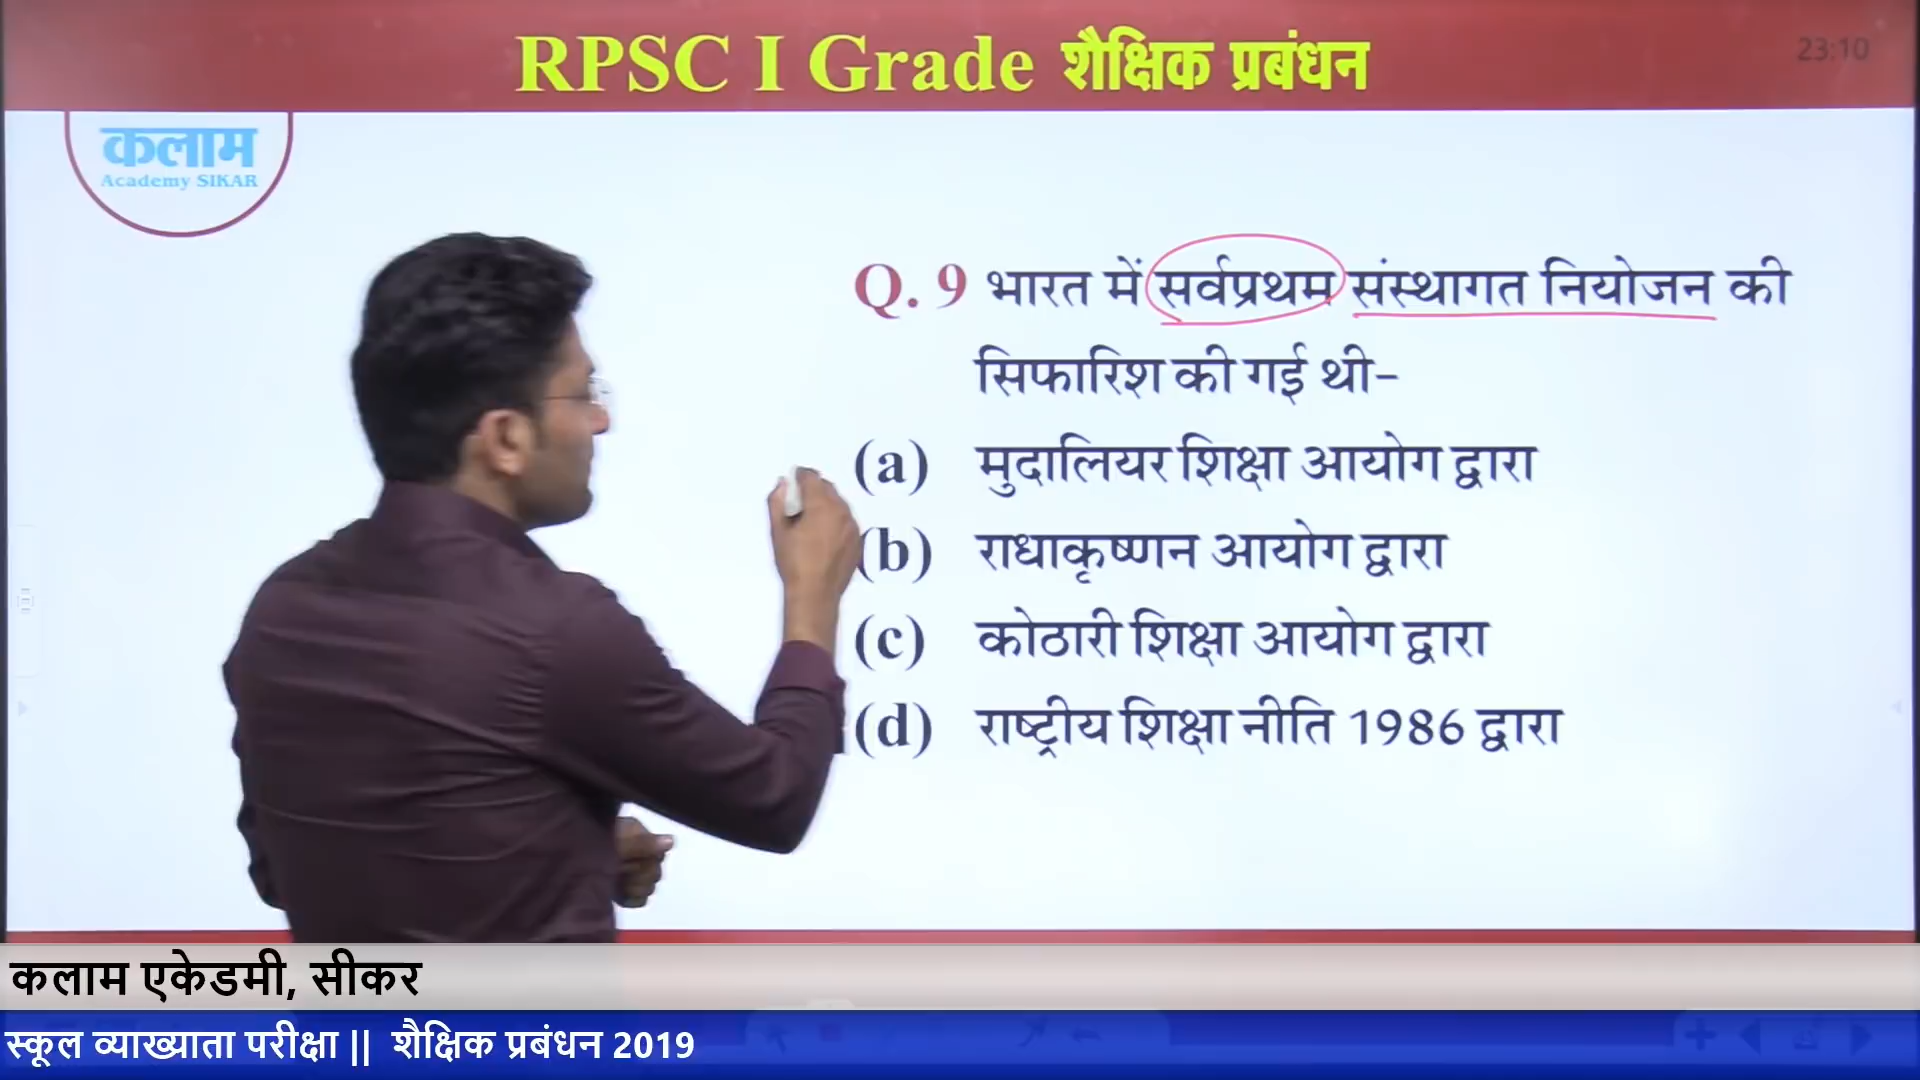 RPSC I Grade शैक्षिक प्रबंधन
23:10
कलाम
Academy SIKAR
Q. 9 भारत में सर्वप्रथम संस्थागत नियोजन की
सिफारिश की गई थी-
(a) मुदालियर शिक्षा आयोग द्वारा
(b) राधाकृष्णन आयोग द्वारा
(c) कोठारी शिक्षा आयोग द्वारा
(d) राष्ट्रीय शिक्षा नीति 1986 द्वारा
कलाम एकेडमी, सीकर
स्कूल व्याख्याता परीक्षा || शैक्षिक प्रबंधन 2019